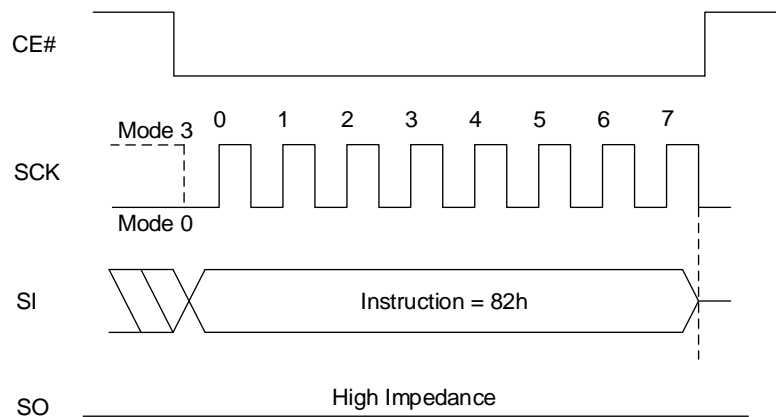 CE#
Mode 3
0 1 2 3 4 5 6 7
SCK
Mode 0
SI
Instruction = 82h
SO
High Impedance